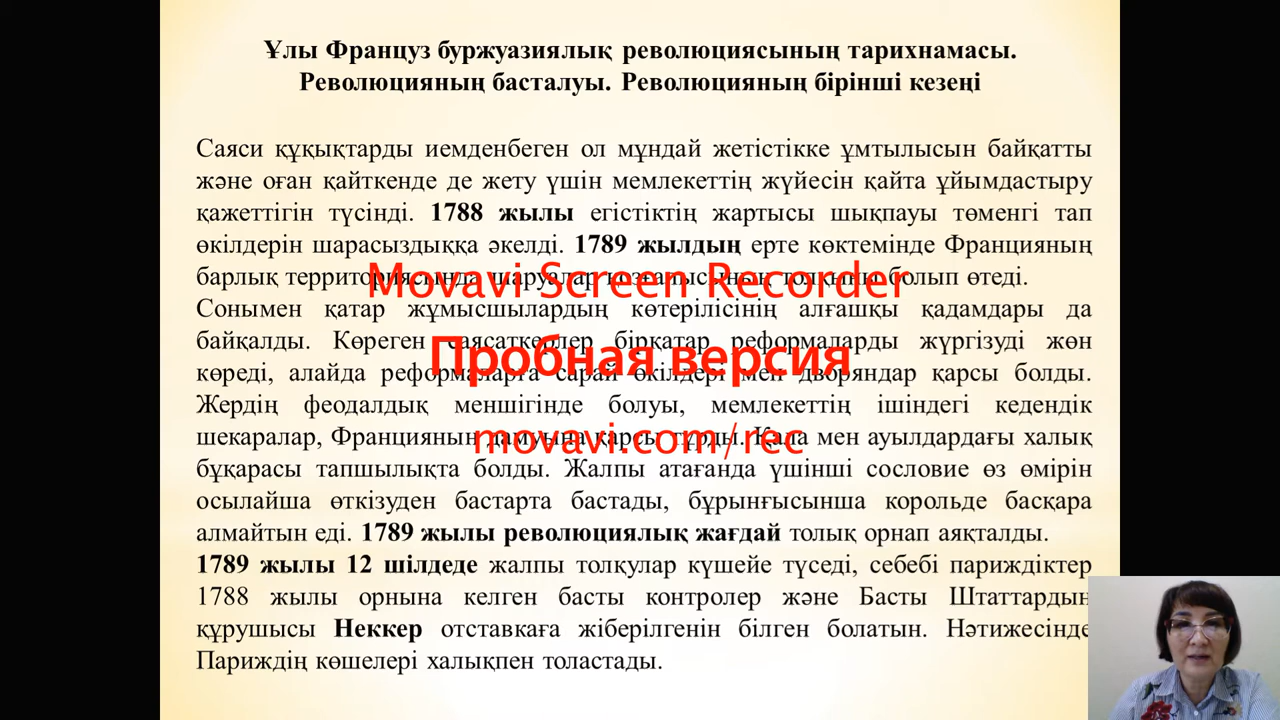 Ұлы Француз буржуазиялық революциясының тарихнамасы.
Революцияның басталуы. Революцияның бірінші кезеңі
Саяси құқықтарды иемденбеген ол мұндай жетістікке ұмтылысын байқатты
және оған қайткенде де жету үшін мемлекеттің жүйесін қайта ұйымдастыру
қажеттігін түсінді. 1788 жылы егістіктің жартысы шықпауы төменгі тап
өкілдерін шарасыздыққа әкелді. 1789 жылдың ерте көктемінде Францияның
барлық территориясында шаруалар қозғалысының толқыны болып өтеді.
Movavi Screen Recorder
Сонымен қатар жұмысшылардың көтерілісінің алғашқы қадамдары да
байқалды. Көреген саясаткерлер бірқатар реформаларды жүргізуді жөн
Пробная версия
көреді, алайда реформаларға сарай өкілдері мен дворяндар қарсы болды.
Жердің феодалдық меншігінде болуы, мемлекеттің ішіндегі кедендік
шекаралар, Францияның дамуына қарсы тұрды. Қала мен ауылдардағы халық
movavi.com/rec
бұқарасы тапшылықта болды. Жалпы атағанда үшінші сословие өз өмірін
осылайша өткізуден бастарта бастады, бұрынғысынша корольде басқара
алмайтын еді. 1789 жылы революциялық жағдай толық орнап аяқталды.
1789 жылы 12 шілдеде жалпы толқулар күшейе түседі, себебі париждіктер
1788 жылы орнына келген басты контролер және Басты Штаттардың
құрушысы Неккер отставкаға жіберілгенін білген болатын. Нәтижесінде
Париждің көшелері халықпен толастады.